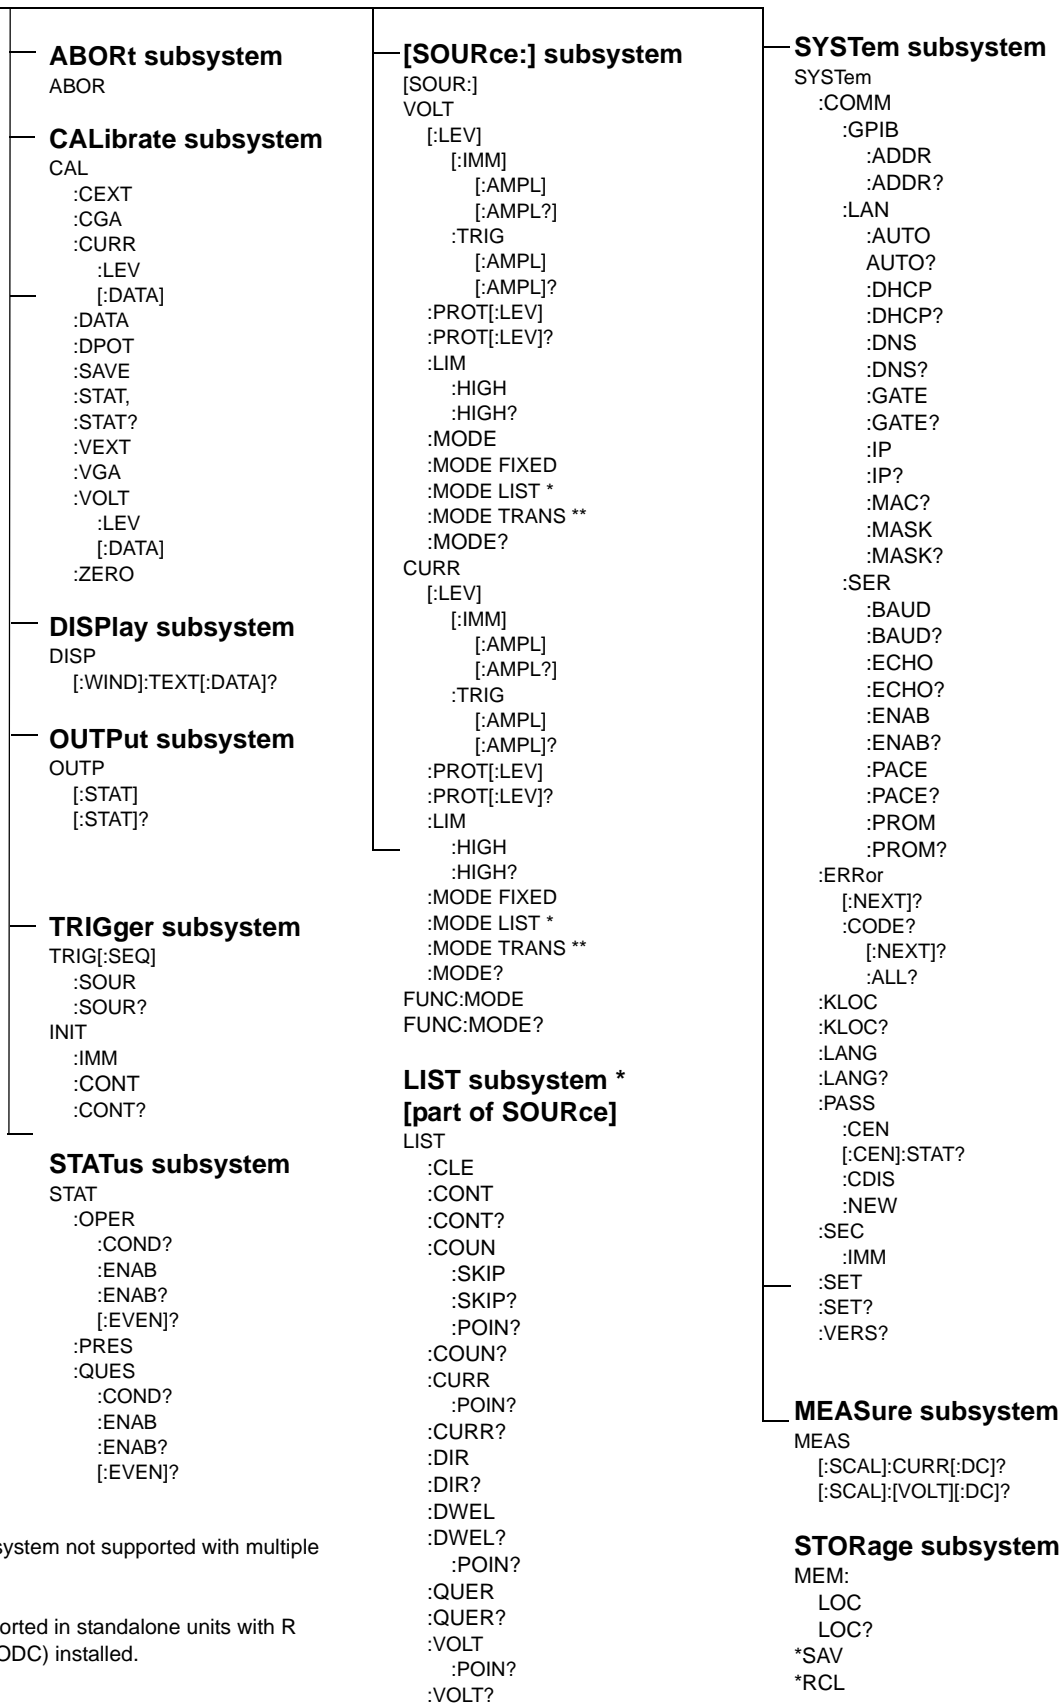 ABORt subsystem
ABOR
CALibrate subsystem
CAL
:CEXT
:CGA
:CURR
:LEV
[:DATA]
:DATA
:DPOT
:SAVE
:STAT,
:STAT?
:VEXT
:VGA
:VOLT
:LEV
[:DATA]
:ZERO
DISPlay subsystem
DISP
[:WIND]:TEXT[:DATA]?
OUTPut subsystem
OUTP
[:STAT]
[:STAT]?
TRIGger subsystem
TRIG[:SEQ]
:SOUR
:SOUR?
INIT
:IMM
:CONT
:CONT?
STATus subsystem
STAT
:OPER
:COND?
:ENAB
:ENAB?
[:EVEN]?
:PRES
:QUES
:COND?
:ENAB
:ENAB?
[:EVEN]?
system not supported with multiple
orted in standalone units with R
ODC) installed.
[SOURce:] subsystem
[SOUR:]
VOLT
[:LEV]
[:IMM]
[:AMPL]
[:AMPL?]
:TRIG
[:AMPL]
[:AMPL]?
:PROT[:LEV]
:PROT[:LEV]?
:LIM
:HIGH
:HIGH?
:MODE
:MODE FIXED
:MODE LIST *
:MODE TRANS **
:MODE?
CURR
[:LEV]
[:IMM]
[:AMPL]
[:AMPL?]
:TRIG
[:AMPL]
[:AMPL]?
:PROT[:LEV]
:PROT[:LEV]?
:LIM
:HIGH
:HIGH?
:MODE FIXED
:MODE LIST *
:MODE TRANS **
:MODE?
FUNC:MODE
FUNC:MODE?
LIST subsystem *
[part of SOURce]
LIST
:CLE
:CONT
:CONT?
:COUN
:SKIP
:SKIP?
:POIN?
:COUN?
:CURR
:POIN?
:CURR?
:DIR
:DIR?
:DWEL
:DWEL?
:POIN?
:QUER
:QUER?
:VOLT
:POIN?
:VOLT?
SYSTem subsystem
SYSTem
:COMM
:GPIB
:ADDR
:ADDR?
:LAN
:AUTO
AUTO?
:DHCP
:DHCP?
:DNS
:DNS?
:GATE
:GATE?
:IP
:IP?
:MAC?
:MASK
:MASK?
:SER
:BAUD
:BAUD?
:ECHO
:ECHO?
:ENAB
:ENAB?
:PACE
:PACE?
:PROM
:PROM?
:ERRor
[:NEXT]?
:CODE?
[:NEXT]?
:ALL?
:KLOC
:KLOC?
:LANG
:LANG?
:PASS
:CEN
[:CEN]:STAT?
:CDIS
:NEW
:SEC
:IMM
:SET
:SET?
:VERS?
MEASure subsystem
MEAS
[:SCAL]:CURR[:DC]?
[:SCAL]:[VOLT][:DC]?
STORage subsystem
MEM:
LOC
LOC?
*SAV
*RCL